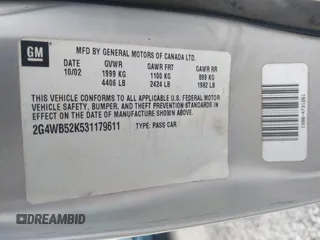 GM
MFD BY GENERAL MOTORS OF CANADA LTD.
DATE GVWR GAWR FRT GAWR RR
10/02 1999 KG 1100 KG 899 KG
4406 LB 2424 LB 1982 LB
THIS VEHICLE CONFORMS TO ALL APPLICABLE U.S. FEDERAL MOTOR
VEHICLE SAFETY, BUMPER, AND THEFT PREVENTION STANDARDS
IN EFFECT ON THE DATE OF MANUFACTURE SHOWN ABOVE.
2G4WB52K531179611 TYPE: PASS CAR
DREAMBID